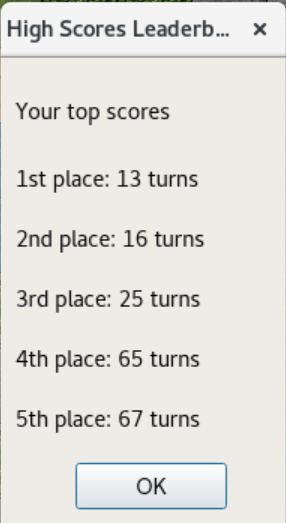 High Scores Leaderb...
Your top scores
1st place: 13 turns
2nd place: 16 turns
3rd place: 25 turns
4th place: 65 turns
5th place: 67 turns
OK